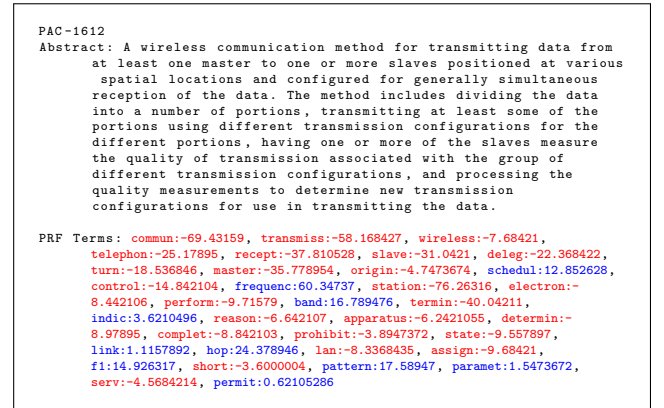 PAC-1612
Abstract: A wireless communication method for transmitting data from
at least one master to one or more slaves positioned at various
spatial locations and configured for generally simultaneous
reception of the data. The method includes dividing the data
into a number of portions, transmitting at least some of the
portions using different transmission configurations for the
different portions, having one or more of the slaves measure
the quality of transmission associated with the group of
different transmission configurations, and processing the
quality measurements to determine new transmission
configurations for use in transmitting the data.
PRF Terms: commun:-69.43159, transmiss:-58.168427, wireless:-7.68421,
telephon:-25.17895, recept:-37.810528, slave:-31.0421, deleg:-22.368422,
turn:-18.536846, master:-35.778954, origin:-4.7473674, schedul:12.852628,
control:-14.842104, frequenc:60.34737, station:-76.26316, electron:-
8.442106, perform:-9.71579, band:16.789476, termin:-40.04211,
indic:3.6210496, reason:-6.642107, apparatus:-6.2421055, determin:-
8.97895, complet:-8.842103, prohibit:-3.8947372, state:-9.557897,
link:1.1157892, hop:24.378946, lan:-8.3368435, assign:-9.68421,
f1:14.926317, short:-3.6000004, pattern:17.58947, paramet:1.5473672,
serv:-4.5684214, permit:0.62105286